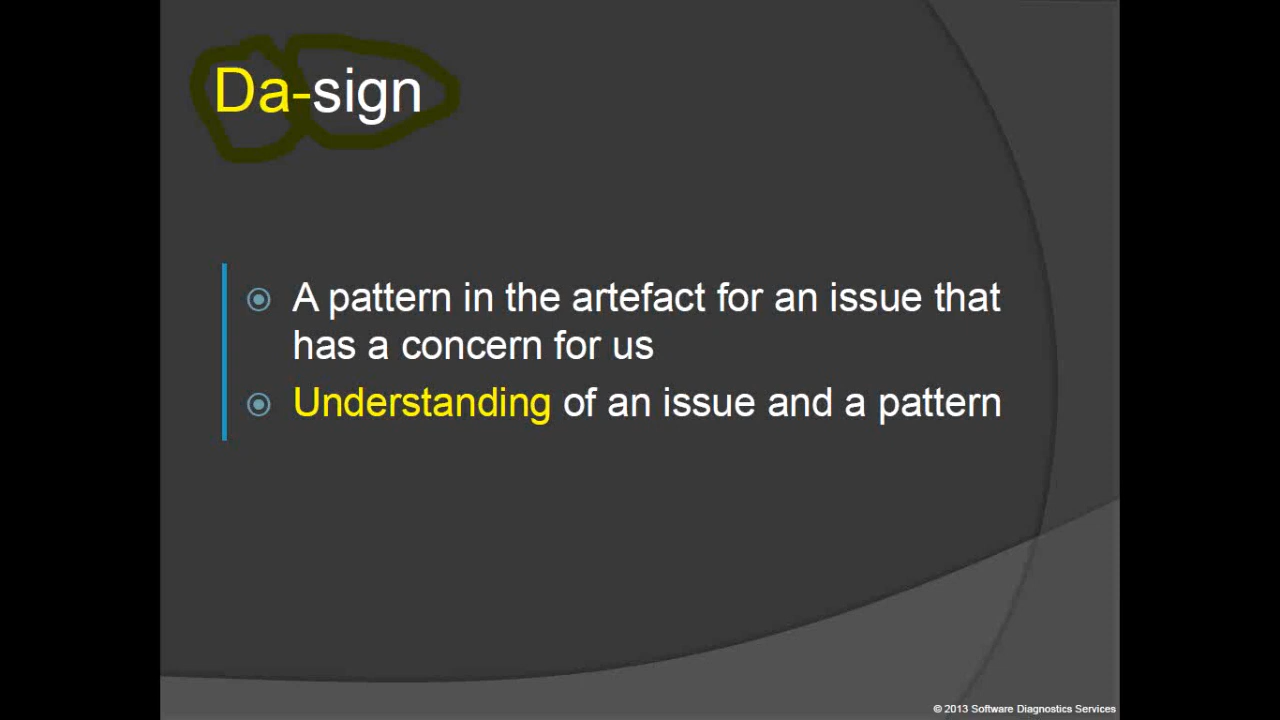 Da-sign
A pattern in the artefact for an issue that
has a concern for us
Understanding of an issue and a pattern
© 2013 Software Diagnostics Services